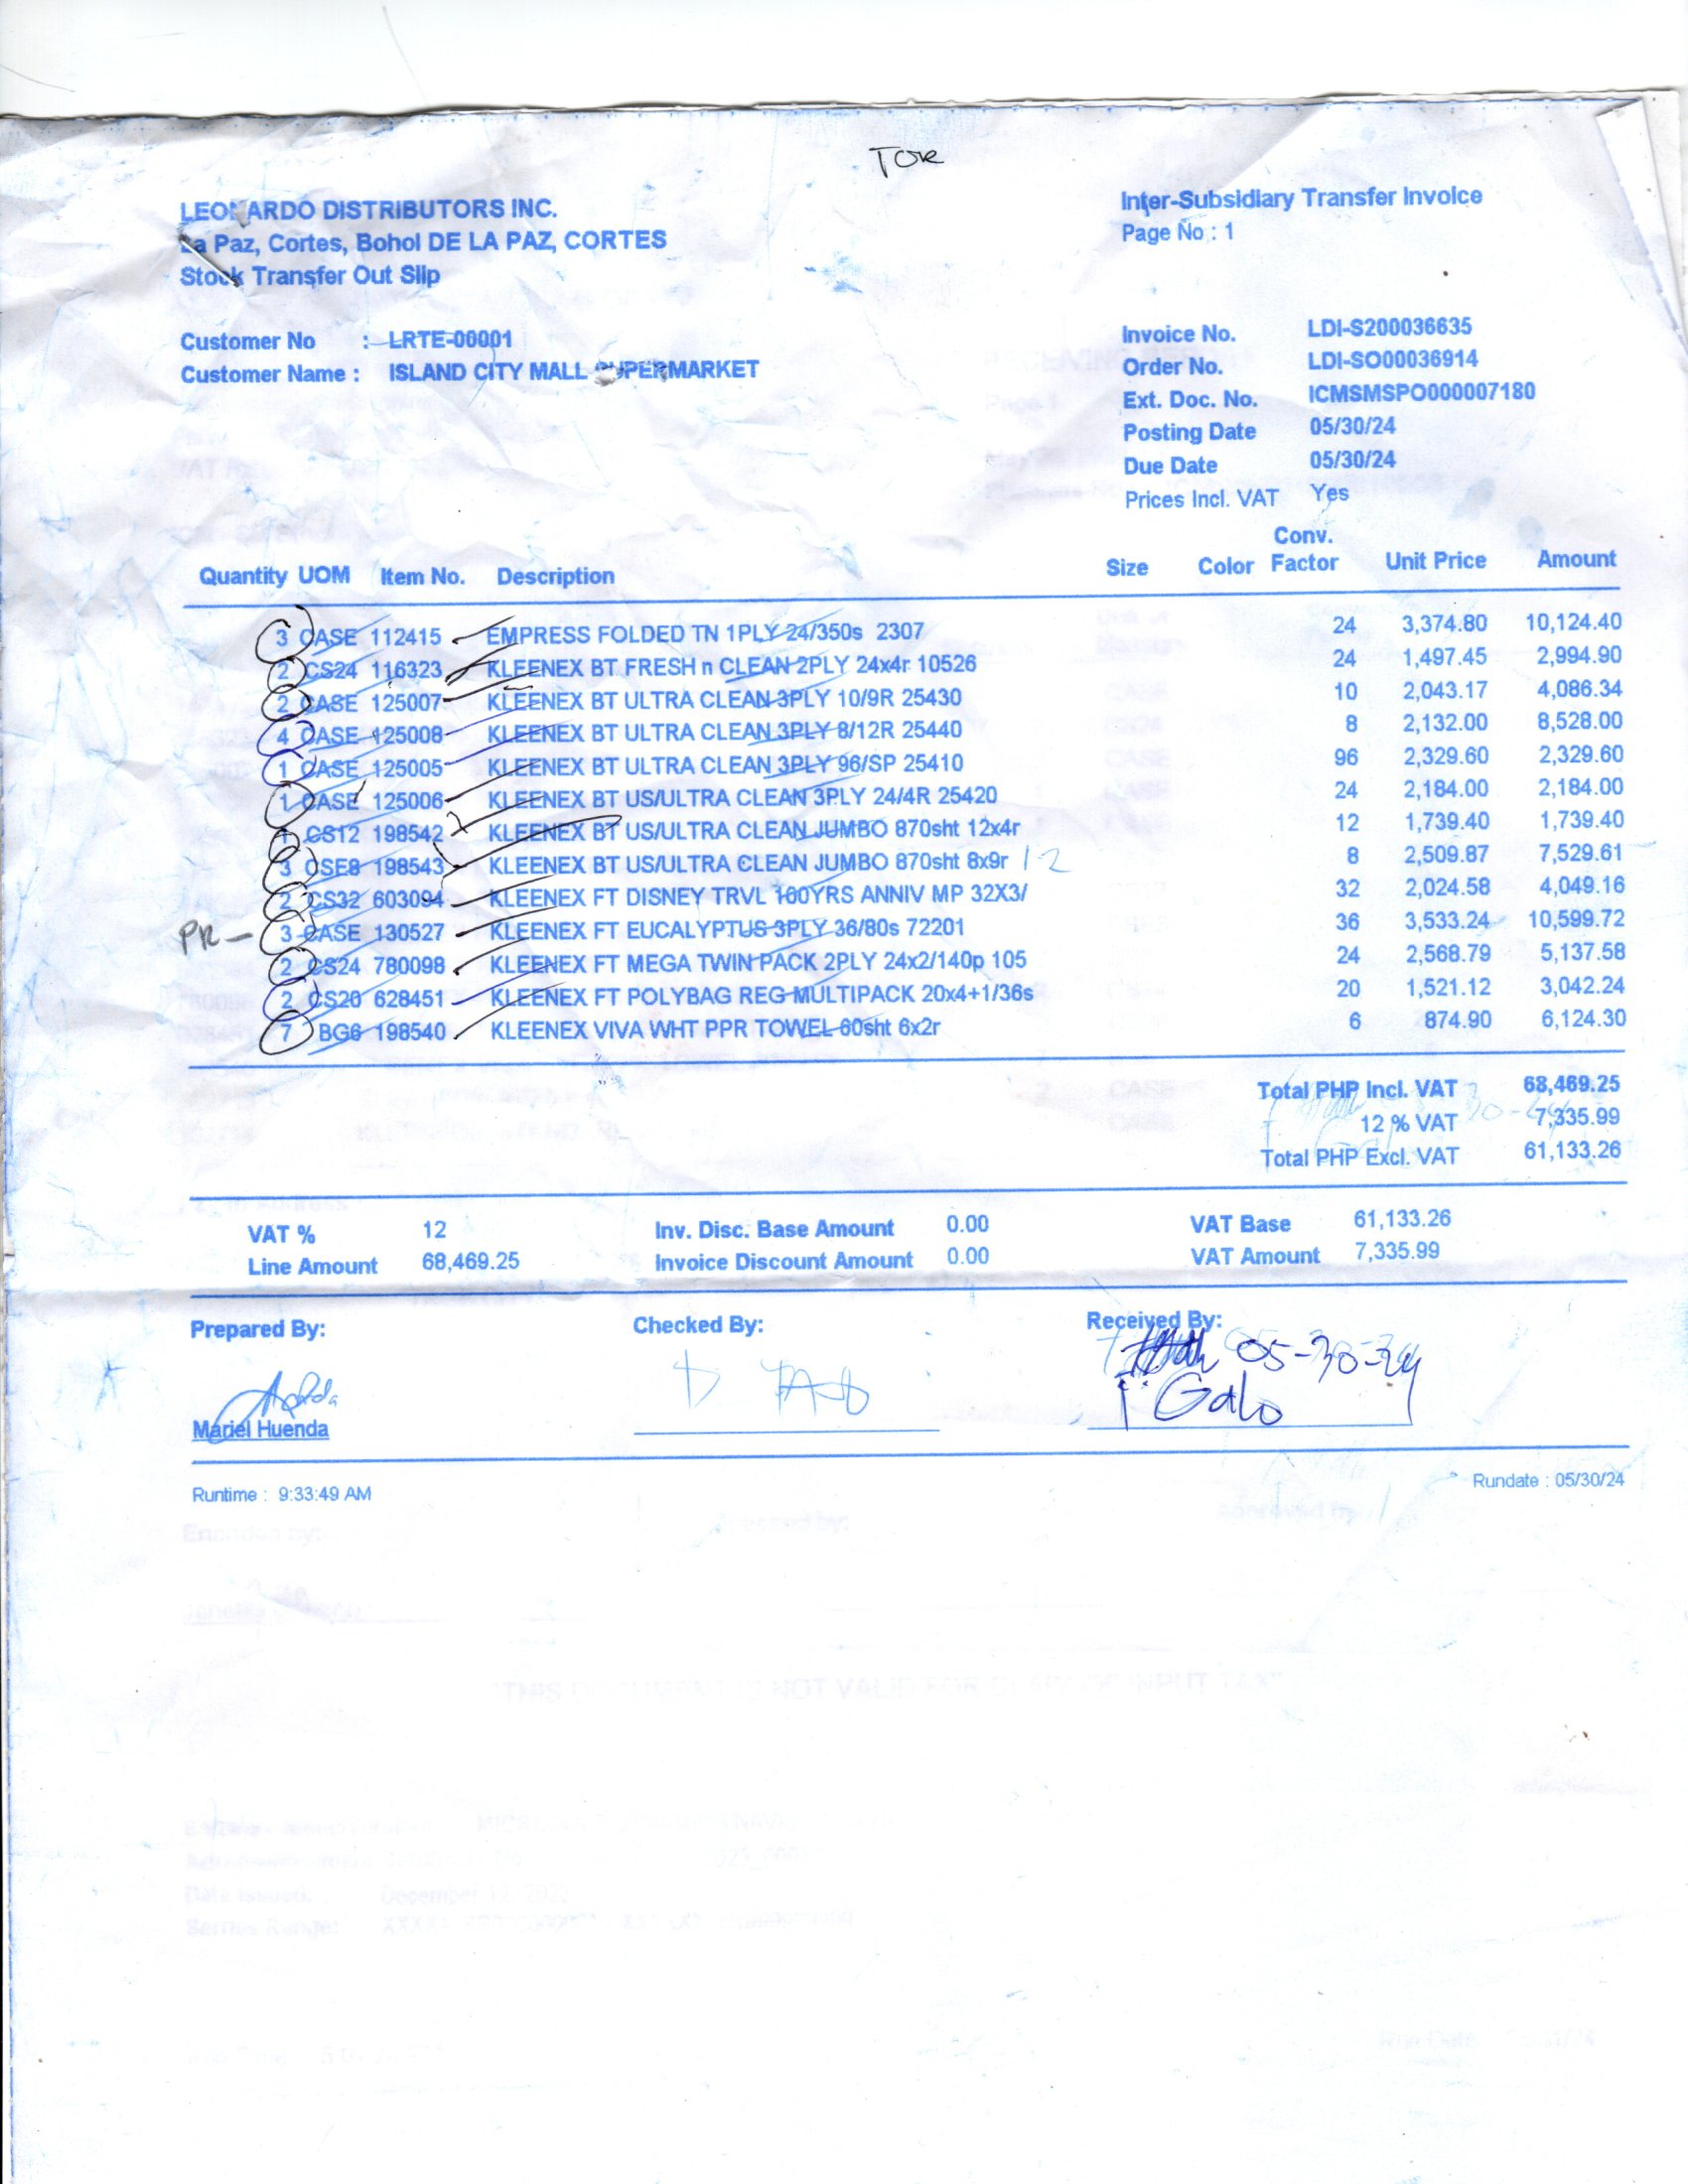 TOR
LEONARDO DISTRIBUTORS INC.
La Paz, Cortes, Bohol DE LA PAZ, CORTES
Stock Transfer Out Slip
Inter-Subsidiary Transfer Invoice
Page No : 1
Customer No : LRTE-00001
Customer Name : ISLAND CITY MALL SUPERMARKET
Invoice No. LDI-S200036635
Order No. LDI-SO00036914
Ext. Doc. No. ICMSMSPO000007180
Posting Date 05/30/24
Due Date 05/30/24
Prices Incl. VAT Yes
Quantity UOM Item No. Description Size Color Conv. Factor Unit Price Amount
3 CASE 112415 EMPRESS FOLDED TN 1PLY 24/350s 2307 24 3,374.80 10,124.40
2 CS24 116323 KLEENEX BT FRESH n CLEAN 2PLY 24x4r 10526 24 1,497.45 2,994.90
2 CASE 125007 KLEENEX BT ULTRA CLEAN 3PLY 10/9R 25430 10 2,043.17 4,086.34
4 CASE 125008 KLEENEX BT ULTRA CLEAN 3PLY 8/12R 25440 8 2,132.00 8,528.00
1 CASE 125005 KLEENEX BT ULTRA CLEAN 3PLY 96/SP 25410 96 2,329.60 2,329.60
1 CASE 125006 KLEENEX BT US/ULTRA CLEAN 3PLY 24/4R 25420 24 2,184.00 2,184.00
1 CS12 198542 KLEENEX BT US/ULTRA CLEAN JUMBO 870sht 12x4r 12 1,739.40 1,739.40
3 CSE8 198543 KLEENEX BT US/ULTRA CLEAN JUMBO 870sht 8x9r 1 2 8 2,509.87 7,529.61
2 CS32 603094 KLEENEX FT DISNEY TRVL 100YRS ANNIV MP 32X3/ 32 2,024.58 4,049.16
PR - 3 CASE 130527 KLEENEX FT EUCALYPTUS 3PLY 36/80s 72201 36 3,533.24 10,599.72
2 CS24 780098 KLEENEX FT MEGA TWIN PACK 2PLY 24x2/140p 105 24 2,568.79 5,137.58
2 CS20 628451 KLEENEX FT POLYBAG REG MULTIPACK 20x4+1/36s 20 1,521.12 3,042.24
7 BG6 198540 KLEENEX VIVA WHT PPR TOWEL 60sht 6x2r 6 874.90 6,124.30
Total PHP Incl. VAT 68,469.25
12 % VAT 7,335.99
Total PHP Excl. VAT 61,133.26
VAT % 12 Inv. Disc. Base Amount 0.00 VAT Base 61,133.26
Line Amount 68,469.25 Invoice Discount Amount 0.00 VAT Amount 7,335.99
Prepared By: Checked By: Received By:
05-30-24
Galo
Mariel Huenda
Runtime : 9:33:49 AM Rundate : 05/30/24